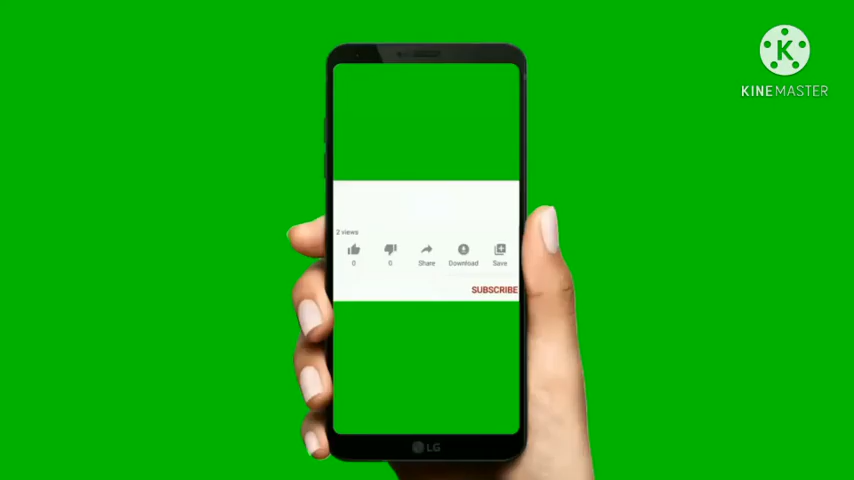 K
KINEMASTER
2 views
0 0 Share Download Save
SUBSCRIBE
LG